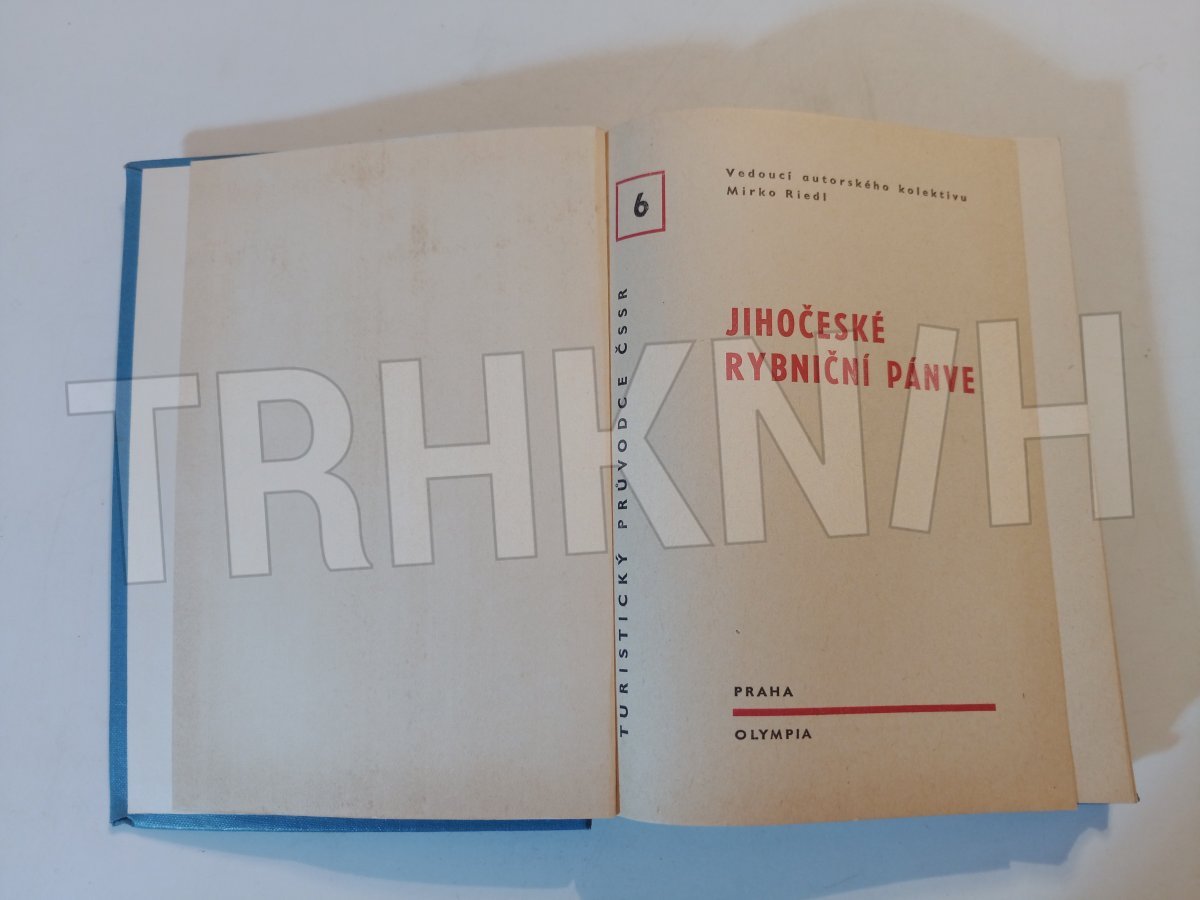 6
TURISTICKÝ PRŮVODCE ČSSR
Vedoucí autorského kolektivu
Mirko Riedl
JIHOČESKÉ
RYBNIČNÍ PÁNVE
PRAHA
OLYMPIA
TRHKNIH